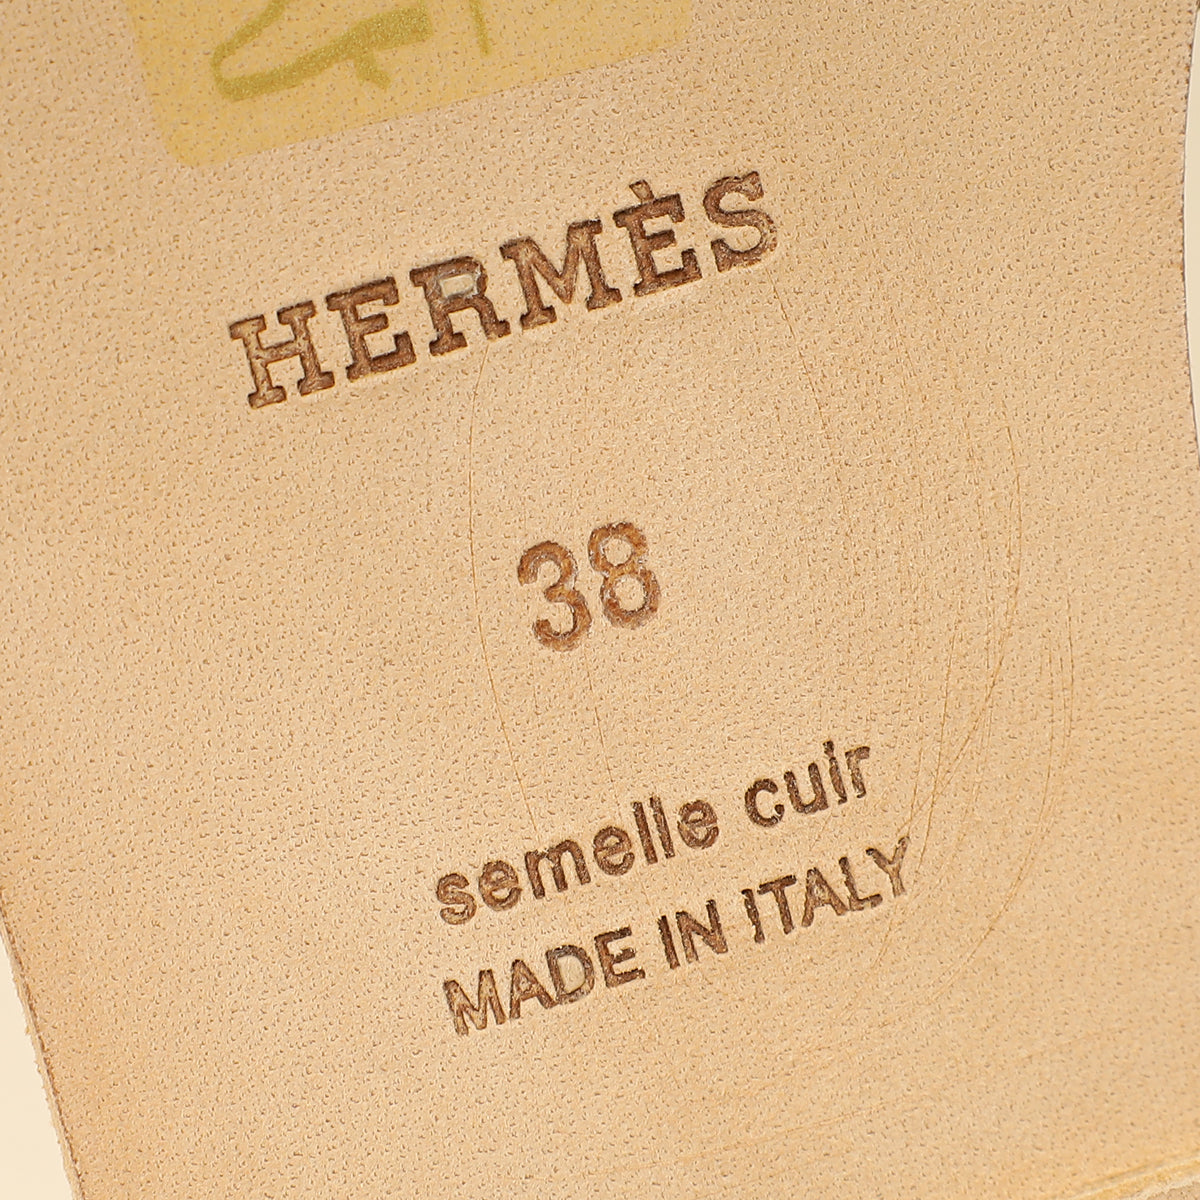 HERMÈS
38
semelle cuir
MADE IN ITALY